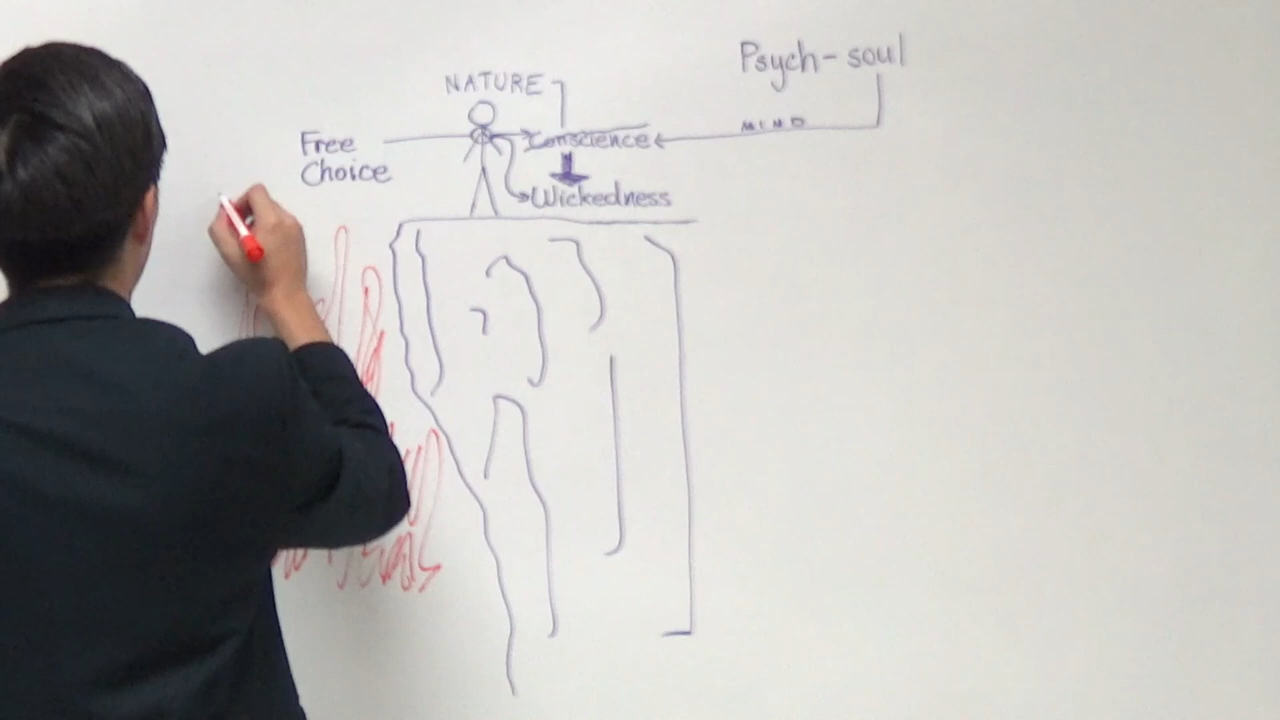 Psych-soul
NATURE
MIND
Free
Choice
Conscience
Wickedness